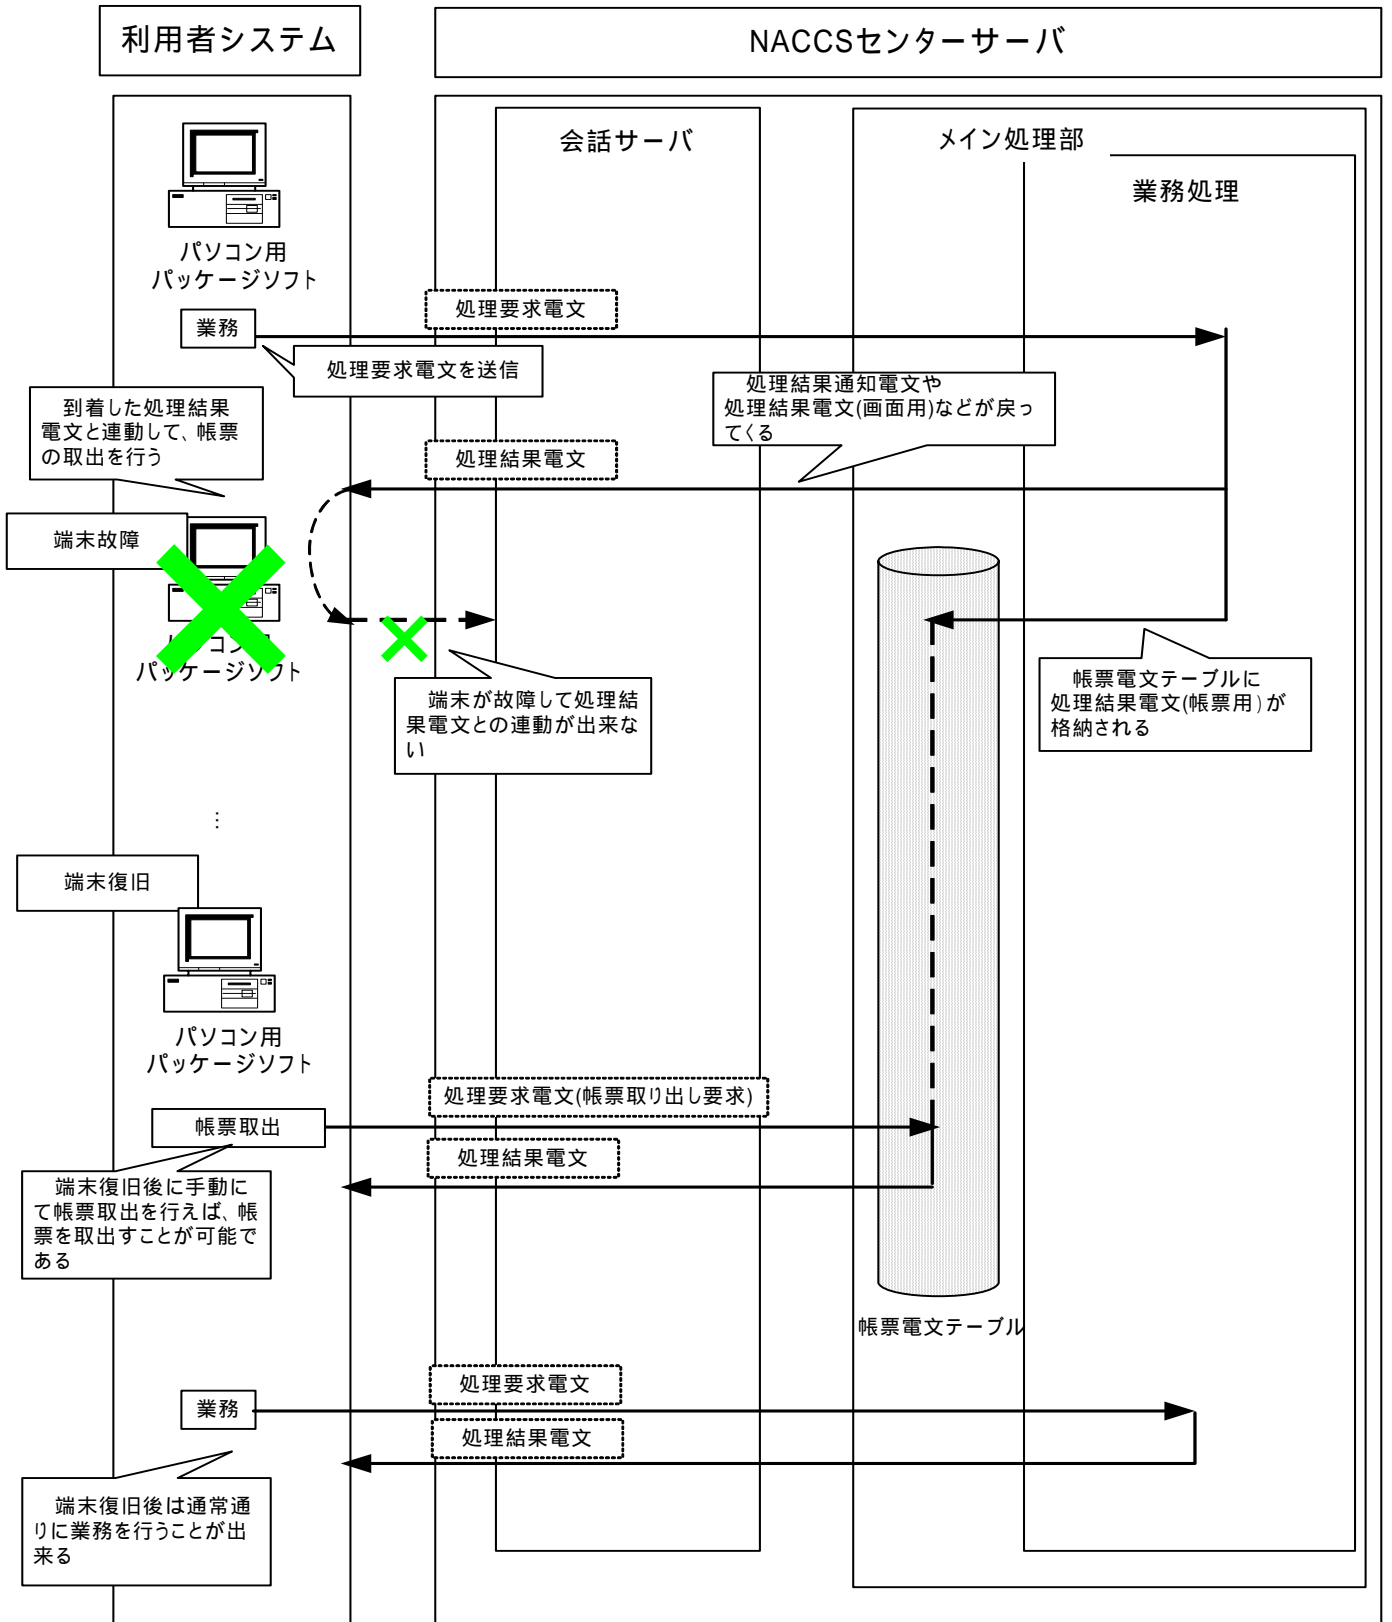 利用者システム
NACCSセンターサーバ
会話サーバ
メイン処理部
業務処理
パソコン用
パッケージソフト
処理要求電文
業務
処理要求電文を送信
処理結果通知電文や
処理結果電文(画面用)などが戻っ
てくる
到着した処理結果
電文と連動して、帳票
の取出を行う
処理結果電文
端末故障
パソコン用
パッケージソフト
端末が故障して処理結
果電文との連動が出来な
い
帳票電文テーブルに
処理結果電文(帳票用)が
格納される
…
端末復旧
パソコン用
パッケージソフト
処理要求電文(帳票取り出し要求)
帳票取出
処理結果電文
端末復旧後に手動に
て帳票取出を行えば、帳
票を取出すことが可能で
ある
帳票電文テーブル
処理要求電文
業務
処理結果電文
端末復旧後は通常通
りに業務を行うことが出
来る